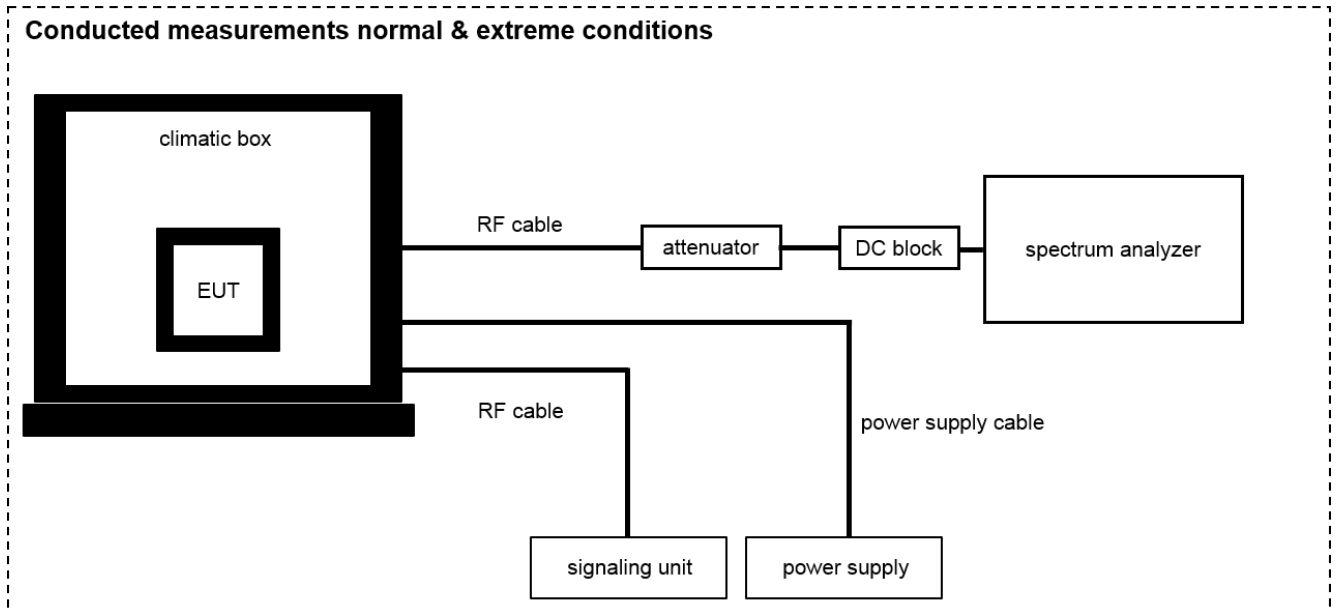 Conducted measurements normal & extreme conditions
climatic box
RF cable
attenuator
DC block
spectrum analyzer
EUT
RF cable
power supply cable
signaling unit
power supply